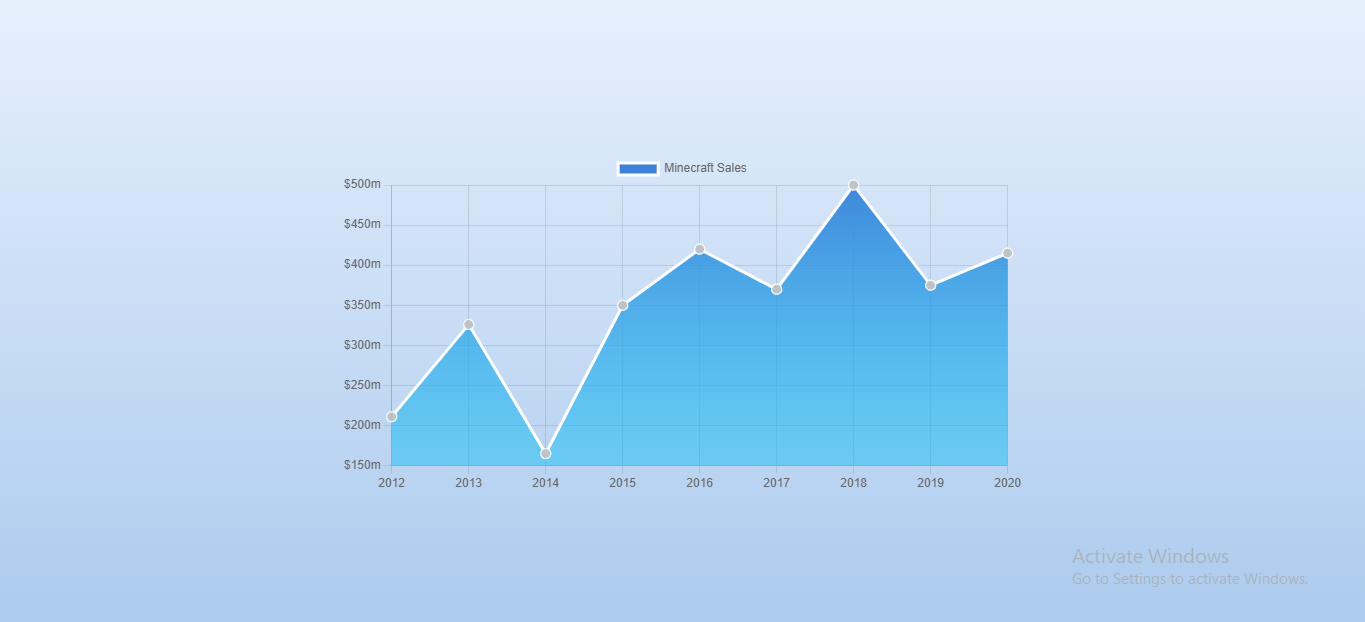 Minecraft Sales
$500m
$450m
$400m
$350m
$300m
$250m
$200m
$150m
2012 2013 2014 2015 2016 2017 2018 2019 2020
Activate Windows
Go to Settings to activate Windows.